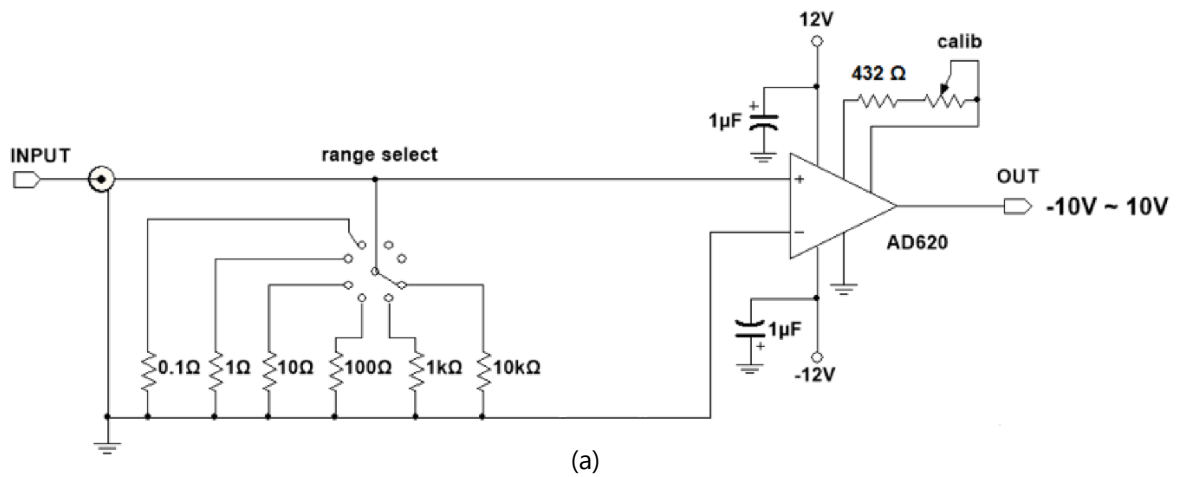 12V
calib
432 Ω
+
1µF
INPUT
range select
+
OUT
-10V ~ 10V
−
AD620
0.1Ω 1Ω 10Ω 100Ω 1kΩ 10kΩ
1µF
+
-12V
(a)